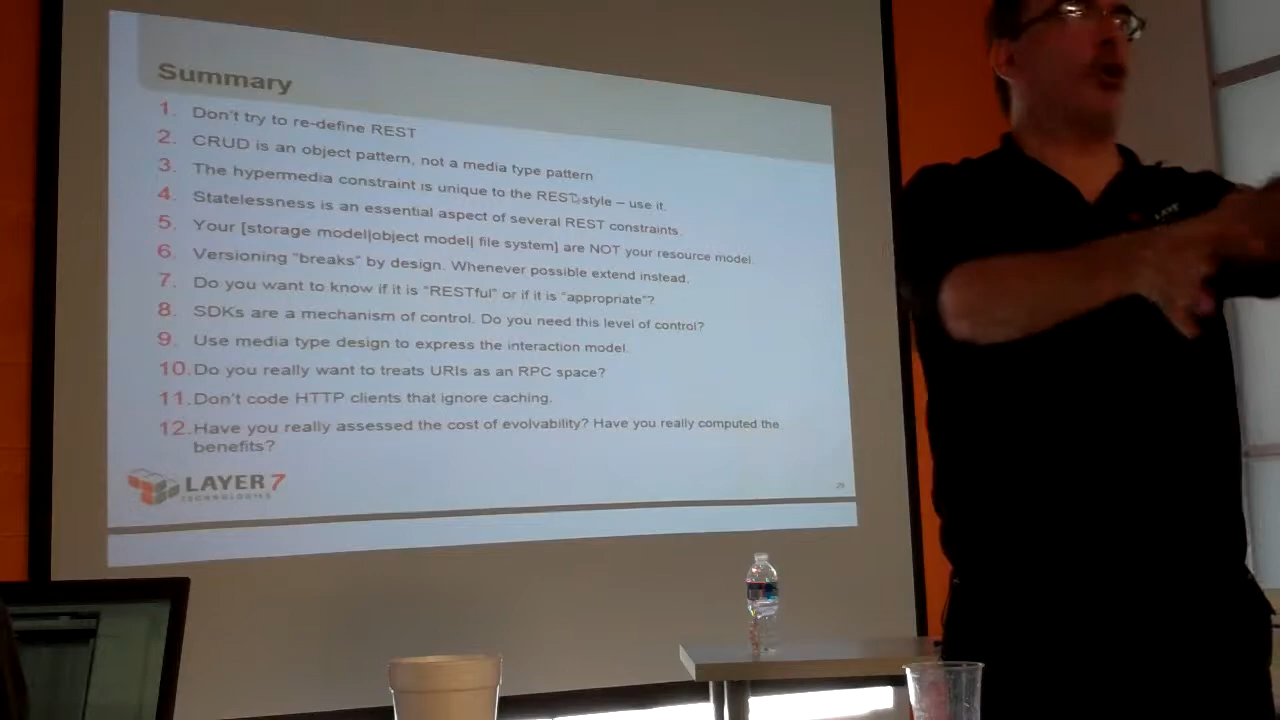 Summary
1. Don't try to re-define REST
2. CRUD is an object pattern, not a media type pattern
3. The hypermedia constraint is unique to the REST style – use it.
4. Statelessness is an essential aspect of several REST constraints.
5. Your [storage model|object model| file system] are NOT your resource model.
6. Versioning "breaks" by design. Whenever possible extend instead.
7. Do you want to know if it is "RESTful" or if it is "appropriate"?
8. SDKs are a mechanism of control. Do you need this level of control?
9. Use media type design to express the interaction model.
10. Do you really want to treats URIs as an RPC space?
11. Don't code HTTP clients that ignore caching.
12. Have you really assessed the cost of evolvability? Have you really computed the
benefits?
LAYER 7
TECHNOLOGIES